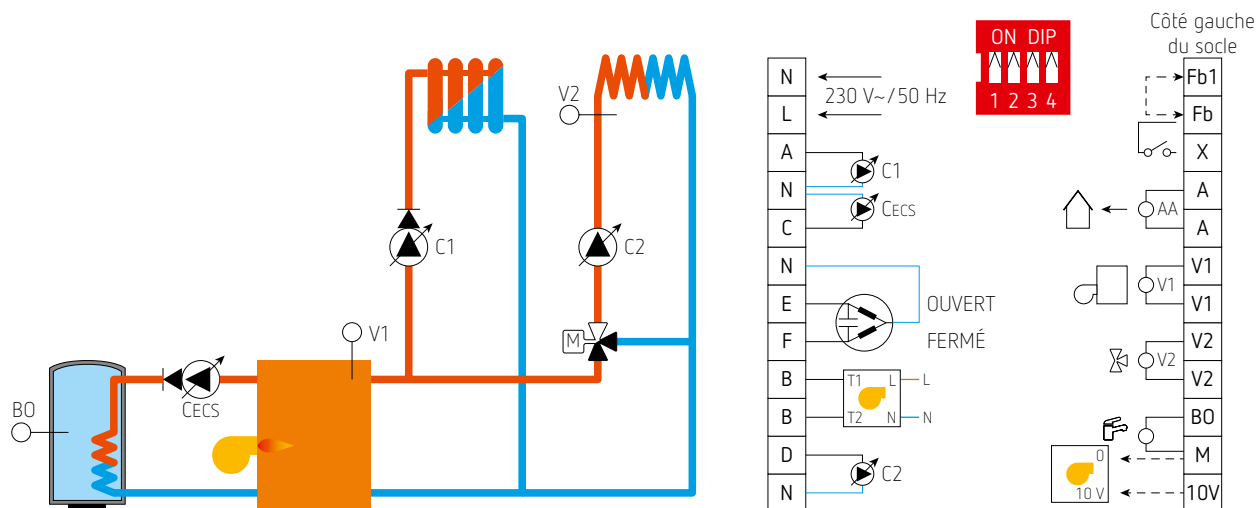 V2
C1
C2
M
V1
BO
CECS
N
L
A
N
C
N
E
F
B
B
D
N
230 V~/50 Hz
C1
CECS
OUVERT
FERMÉ
T1 L L
T2 N N
C2
ON DIP
1 2 3 4
Côté gauche
du socle
Fb1
Fb
X
A
AA
A
V1
V1
V1
V2
V2
V2
BO
M
10V
0
10 V